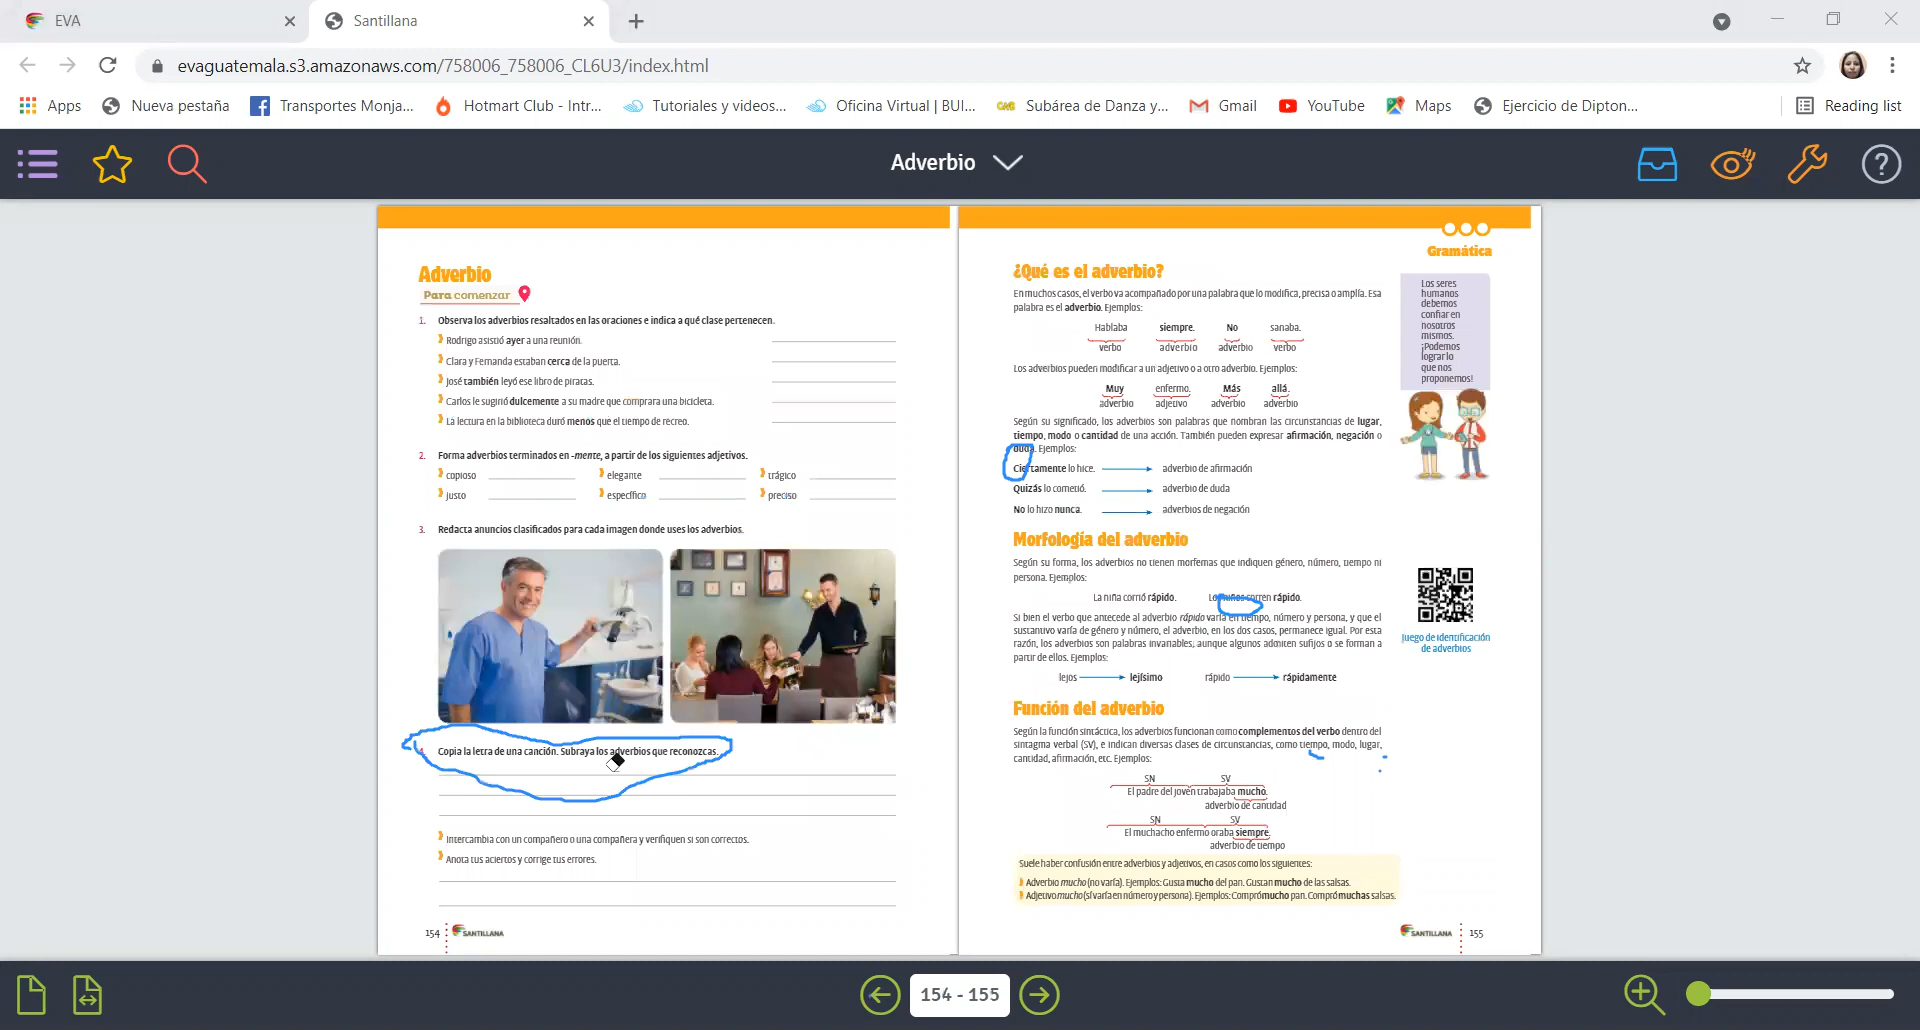 EVA
Santillana
evaguatemala.s3.amazonaws.com/758006_758006_CL6U3/index.html
Apps
Nueva pestaña
Transportes Monja...
Hotmart Club - Intr...
Tutoriales y videos...
Oficina Virtual | BUI...
Subárea de Danza y...
Gmail
YouTube
Maps
Ejercicio de Dipton...
Reading list
Adverbio
Adverbio
Para comenzar
1. Observa los adverbios resaltados en las oraciones e indica a qué clase pertenecen.
Rodrigo asistió ayer a una reunión.
Clara y Fernanda estaban cerca de la puerta.
José también leyó ese libro de piratas.
Carlos le sugirió dulcemente a su madre que comprara una bicicleta.
La lectura en la biblioteca duró menos que el tiempo de recreo.
2. Forma adverbios terminados en -mente, a partir de los siguientes adjetivos.
copioso elegante trágico
justo específico preciso
3. Redacta anuncios clasificados para cada imagen donde uses los adverbios.
4. Copia la letra de una canción. Subraya los adverbios que reconozcas.
Intercambia con un compañero o una compañera y verifiquen si son correctos.
Anota tus aciertos y corrige tus errores.
154 SANTILLANA
Gramática
¿Qué es el adverbio?
En muchos casos, el verbo va acompañado por una palabra que lo modifica, precisa o amplía. Esa
palabra es el adverbio. Ejemplos:
Hablaba siempre. No sanaba.
verbo adverbio adverbio verbo
Los adverbios pueden modificar a un adjetivo o a otro adverbio. Ejemplos:
Muy enfermo. Más allá.
adverbio adjetivo adverbio adverbio
Según su significado, los adverbios son palabras que nombran las circunstancias de lugar,
tiempo, modo o cantidad de una acción. También pueden expresar afirmación, negación o
duda. Ejemplos:
Ciertamente lo hice. adverbio de afirmación
Quizás lo cometió. adverbio de duda
No lo hizo nunca. adverbios de negación
Los seres
humanos
debemos
confiar en
nosotros
mismos.
¡Podemos
lograr lo
que nos
proponemos!
Morfología del adverbio
Según su forma, los adverbios no tienen morfemas que indiquen género, número, tiempo ni
persona. Ejemplos:
La niña corrió rápido. Los niños corren rápido.
Si bien el verbo que antecede al adverbio rápido varía en tiempo, número y persona, y que el
sustantivo varía de género y número, el adverbio, en los dos casos, permanece igual. Por esta
razón, los adverbios son palabras invariables; aunque algunos admiten sufijos o se forman a
partir de ellos. Ejemplos:
lejos lejísimo rápido rápidamente
Juego de identificación
de adverbios
Función del adverbio
Según la función sintáctica, los adverbios funcionan como complementos del verbo dentro del
sintagma verbal (SV), e indican diversas clases de circunstancias, como tiempo, modo, lugar,
cantidad, afirmación, etc. Ejemplos:
SN SV
El padre del joven trabajaba mucho.
adverbio de cantidad
SN SV
El muchacho enfermo oraba siempre.
adverbio de tiempo
Suele haber confusión entre adverbios y adjetivos, en casos como los siguientes:
Adverbio mucho (no varía). Ejemplos: Gusta mucho del pan. Gustan mucho de las salsas.
Adjetivo mucho (sí varía en número y persona). Ejemplos: Compró mucho pan. Compró muchas salsas.
SANTILLANA 155
154 - 155